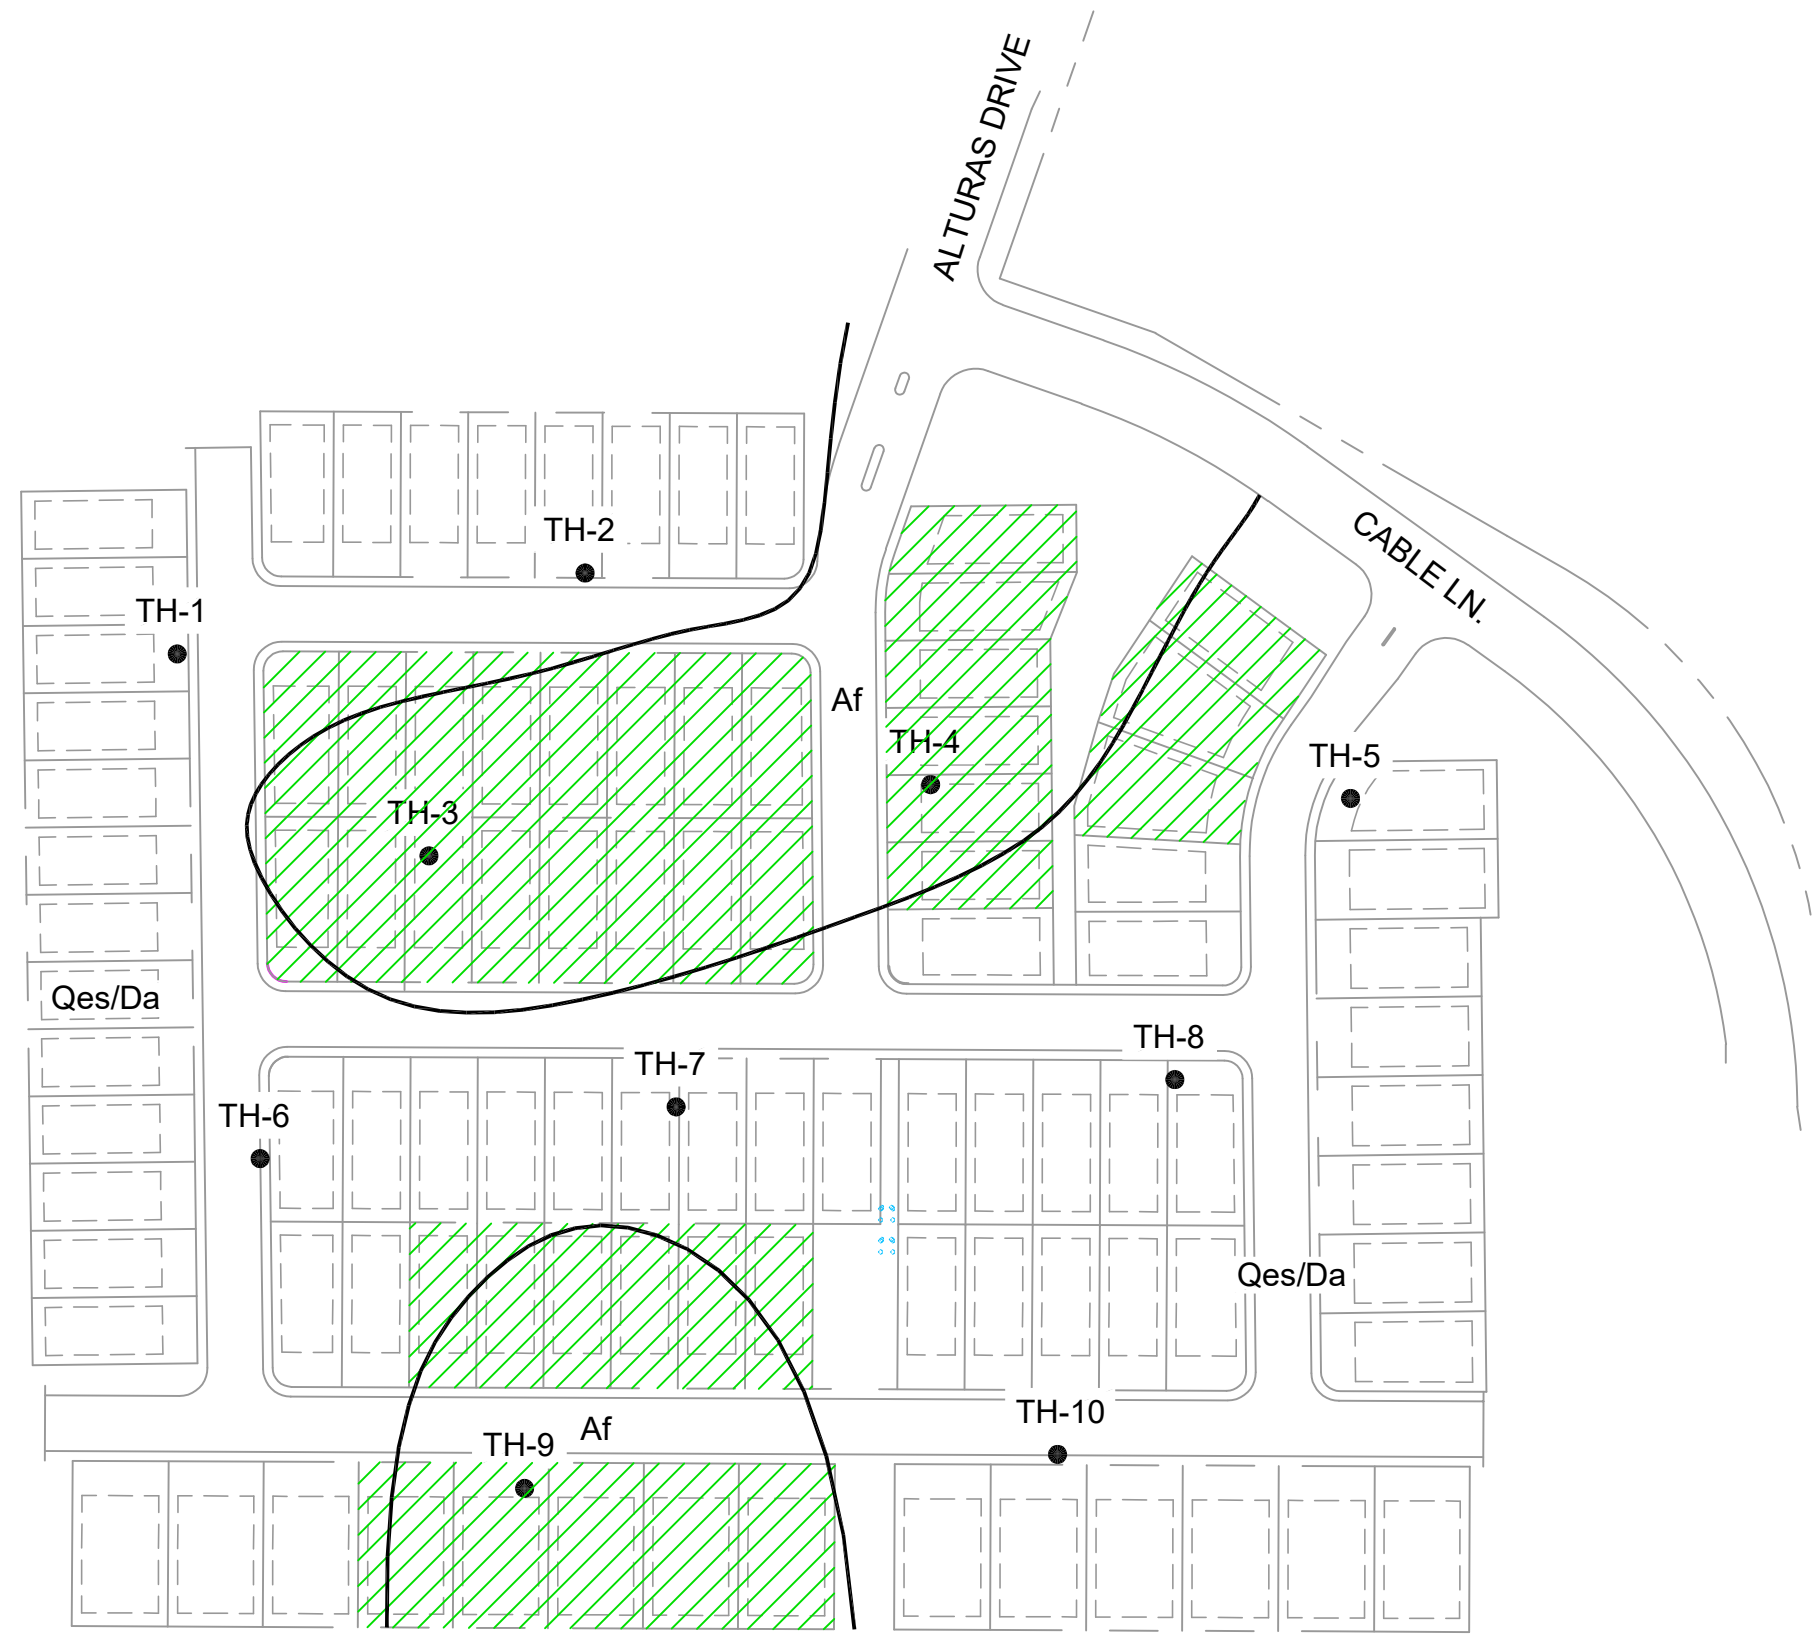 ALTURAS DRIVE
CABLE LN.
TH-2
TH-1
Af
TH-4
TH-5
TH-3
Qes/Da
TH-8
TH-7
TH-6
Qes/Da
TH-10
Af
TH-9